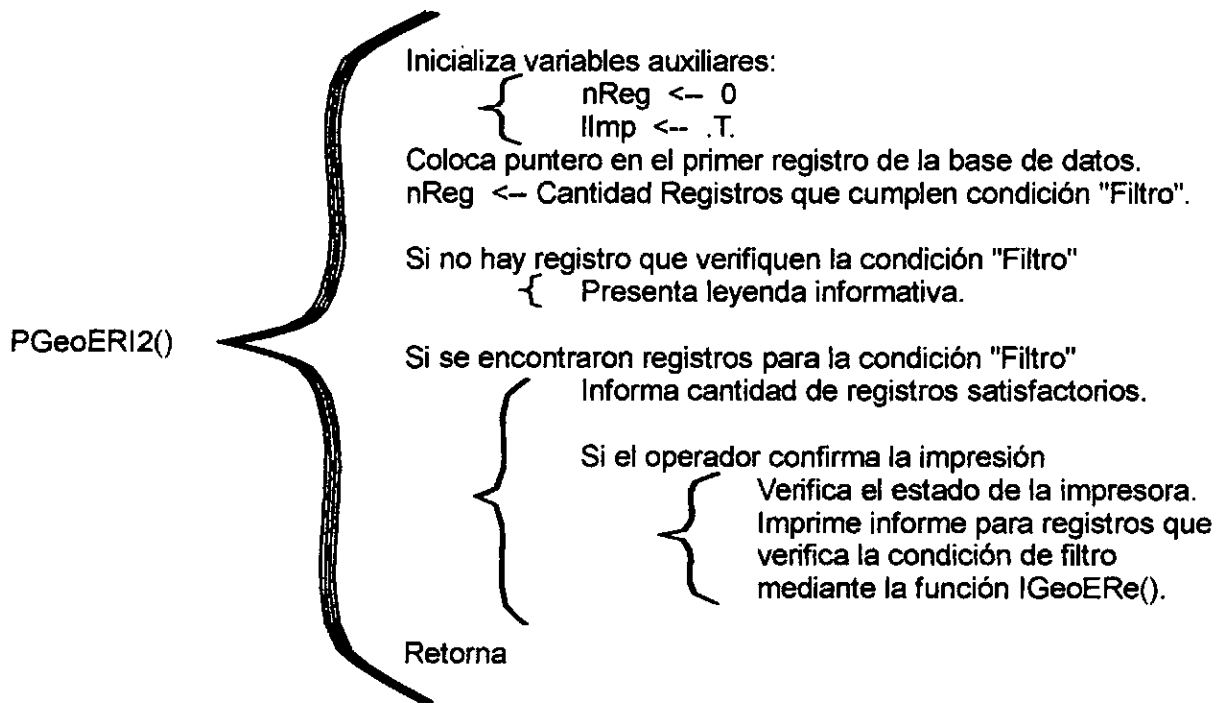 Inicializa variables auxiliares:
nReg <-- 0
lImp <-- .T.
Coloca puntero en el primer registro de la base de datos.
nReg <-- Cantidad Registros que cumplen condición "Filtro".
Si no hay registro que verifiquen la condición "Filtro"
Presenta leyenda informativa.
PGeoERI2()
Si se encontraron registros para la condición "Filtro"
Informa cantidad de registros satisfactorios.
Si el operador confirma la impresión
Verifica el estado de la impresora.
Imprime informe para registros que
verifica la condición de filtro
mediante la función IGeoERe().
Retorna